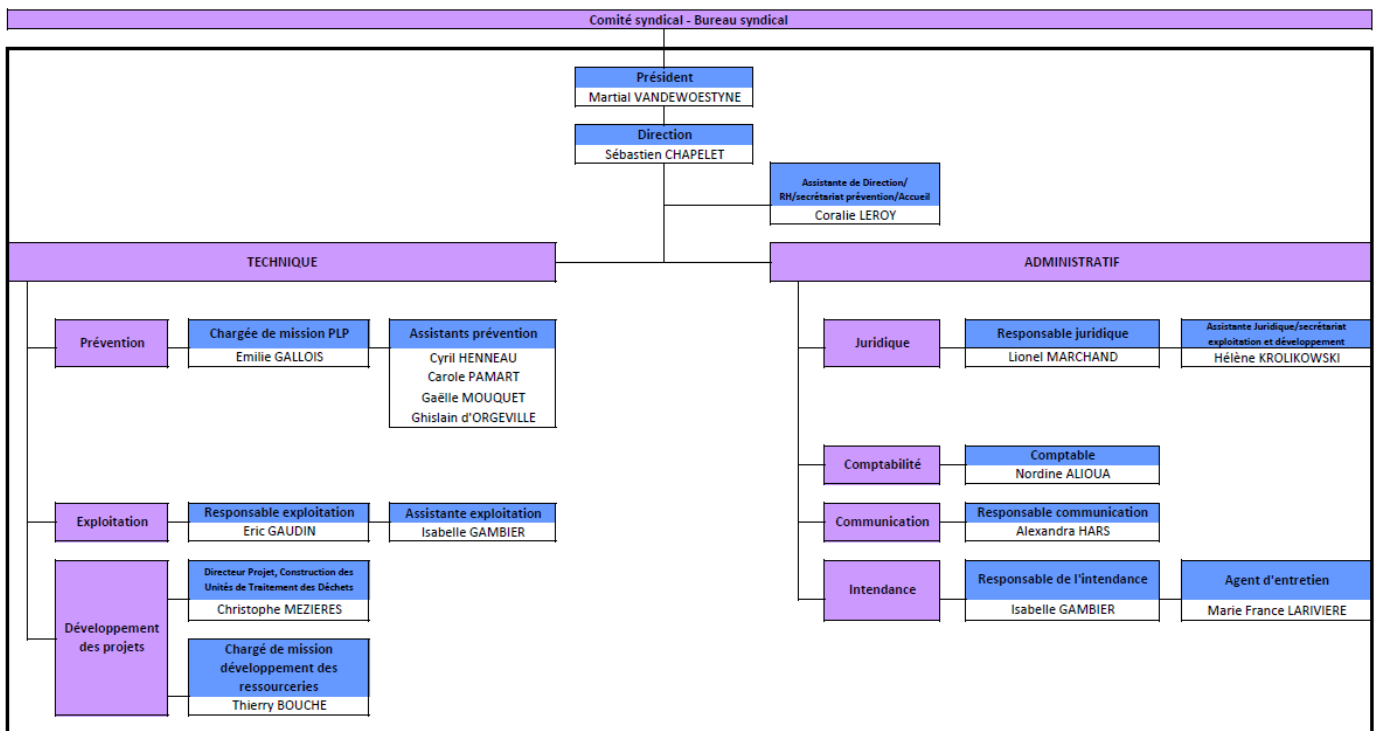 Comité syndical - Bureau syndical
Président
Martial VANDEWOESTYNE
Direction
Sébastien CHAPELET
Assistante de Direction/
RH/secrétariat prévention/Accueil
Coralie LEROY
TECHNIQUE
Prévention
Chargée de mission PLP
Emilie GALLOIS
Assistants prévention
Cyril HENNEAU
Carole PAMART
Gaëlle MOUQUET
Ghislain d'ORGEVILLE
Exploitation
Responsable exploitation
Eric GAUDIN
Assistante exploitation
Isabelle GAMBIER
Développement
des projets
Directeur Projet, Construction des
Unités de Traitement des Déchets
Christophe MEZIERES
Chargé de mission
développement des
ressourceries
Thierry BOUCHE
ADMINISTRATIF
Juridique
Responsable juridique
Lionel MARCHAND
Assistante Juridique/secrétariat
exploitation et développement
Hélène KROLIKOWSKI
Comptabilité
Comptable
Nordine ALIOUA
Communication
Responsable communication
Alexandra HARS
Intendance
Responsable de l'intendance
Isabelle GAMBIER
Agent d'entretien
Marie France LARIVIERE